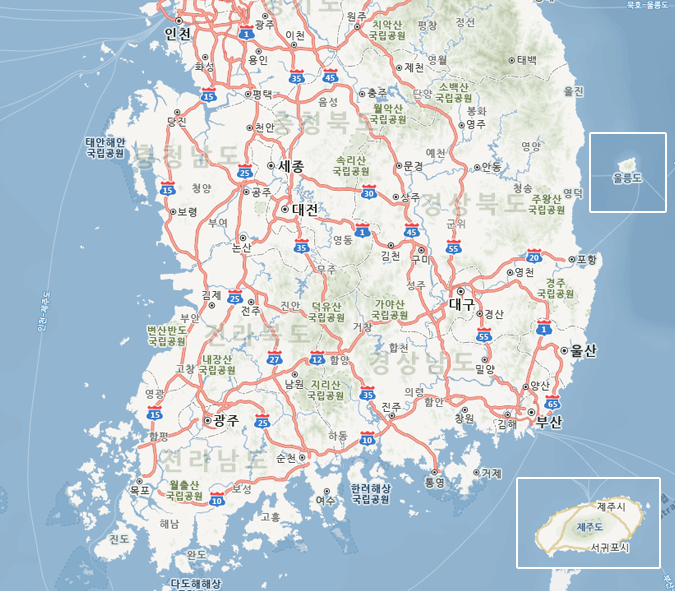 묵호-울릉도
경기도
광주
원주
치악산
국립공원
평창
정선
인천
1
이천
용인
화성
35
45
제천
영월
태백
15
평택
음성
충주
월악산
국립공원
단양
소백산
국립공원
봉화
울진
당진
천안
충청북도
영주
태안해안
국립공원
충청남도
세종
속리산
국립공원
예천
문경
영양
안동
울릉도
25
15
청양
공주
30
상주
경상북도
청송
주왕산
국립공원
영덕
보령
대전
부여
논산
35
영동
1
김천
45
구미
군위
55
20
포항
영천
무주
인천-제주도
김제
25
전주
진안
덕유산
국립공원
가야산
국립공원
성주
대구
경산
경주
국립공원
부안
변산반도
국립공원
전라북도
거창
합천
55
1
울산
내장산
국립공원
27
12
함양
경상남도
밀양
고창
남원
지리산
국립공원
35
의령
양산
영광
15
광주
25
진주
함안
창원
김해
65
부산
함평
하동
10
전라남도
순천
목포
월출산
국립공원
보성
10
여수
한려해상
국립공원
통영
거제
해남
고흥
진도
완도
다도해해상
국립공원
제주시
제주도
서귀포시